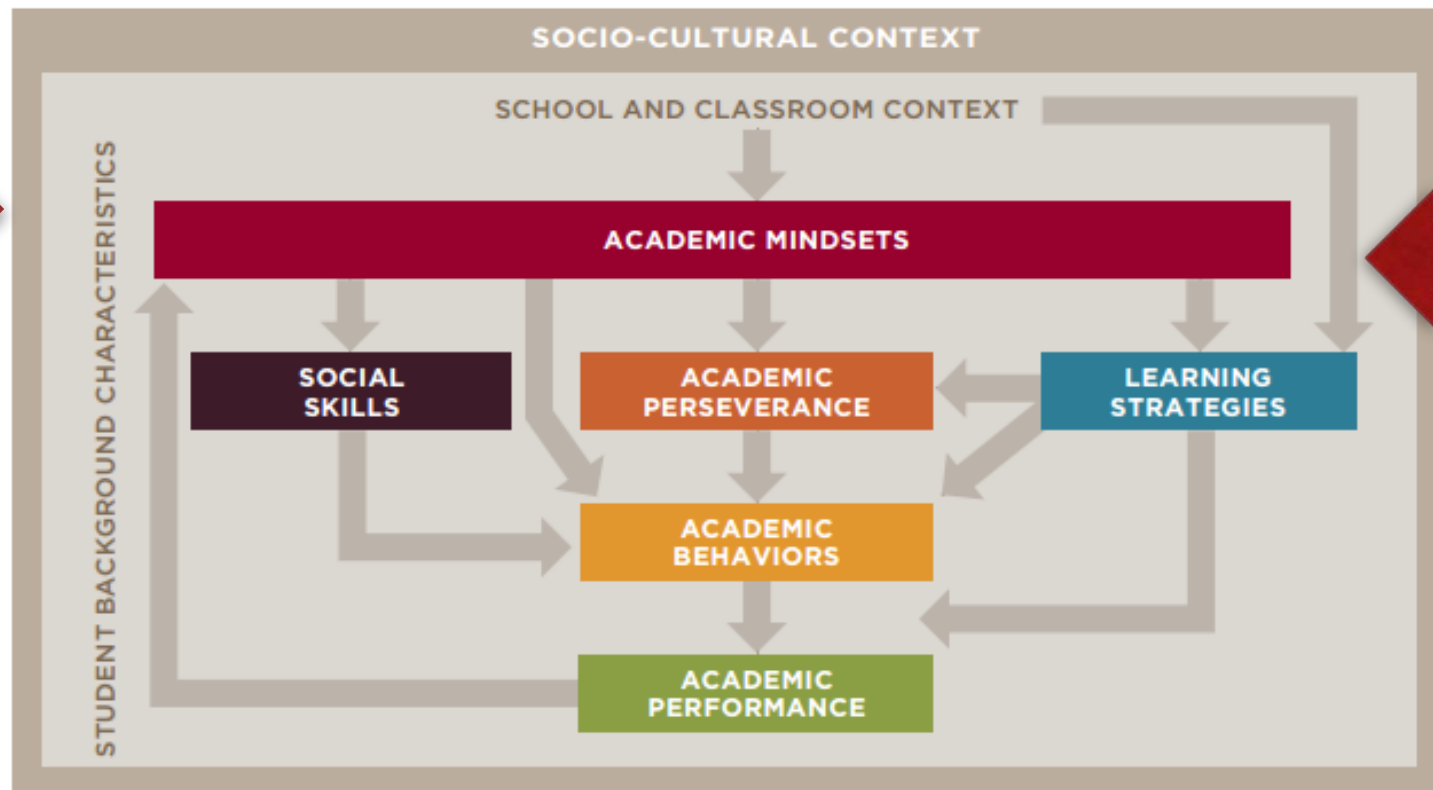 SOCIO-CULTURAL CONTEXT
SCHOOL AND CLASSROOM CONTEXT
STUDENT BACKGROUND CHARACTERISTICS
ACADEMIC MINDSETS
SOCIAL
SKILLS
ACADEMIC
PERSEVERANCE
LEARNING
STRATEGIES
ACADEMIC
BEHAVIORS
ACADEMIC
PERFORMANCE